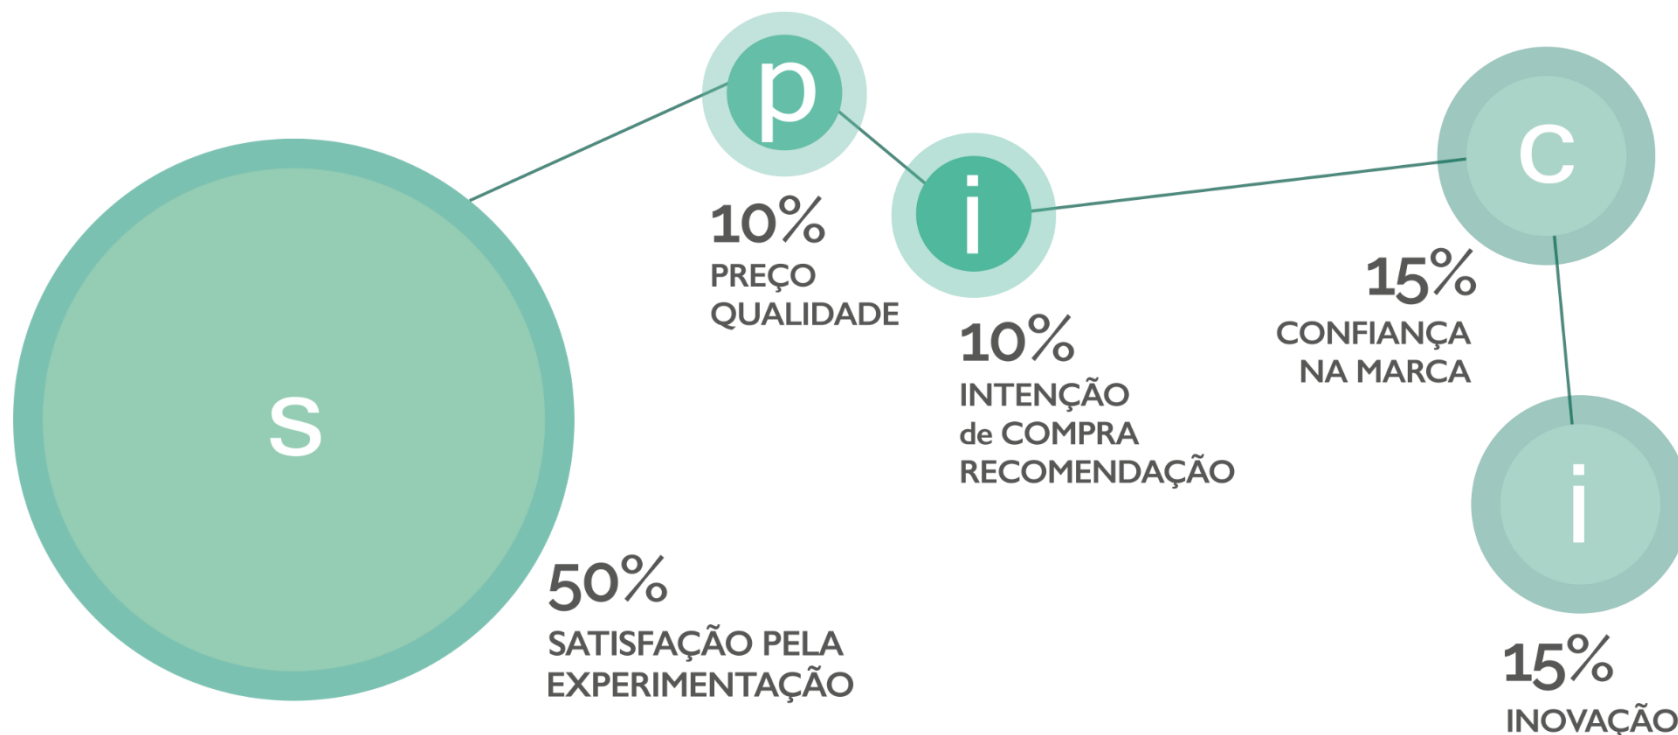 s
50%
SATISFAÇÃO PELA
EXPERIMENTAÇÃO
p
10%
PREÇO
QUALIDADE
i
10%
INTENÇÃO
de COMPRA
RECOMENDAÇÃO
c
15%
CONFIANÇA
NA MARCA
i
15%
INOVAÇÃO